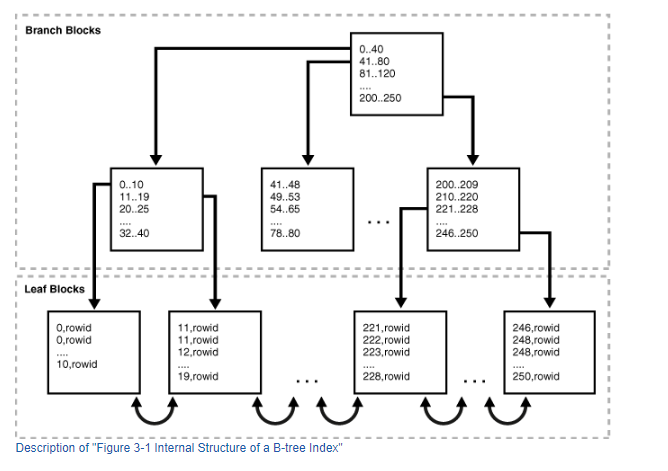 Branch Blocks
0..40
41..80
81..120
....
200..250
0..10
11..19
20..25
....
32..40
41..48
49..53
54..65
....
78..80
...
200..209
210..220
221..228
....
246..250
Leaf Blocks
0,rowid
0,rowid
....
10,rowid
11,rowid
11,rowid
12,rowid
....
19,rowid
...
221,rowid
222,rowid
223,rowid
....
228,rowid
...
246,rowid
248,rowid
248,rowid
....
250,rowid
Description of "Figure 3-1 Internal Structure of a B-tree Index"